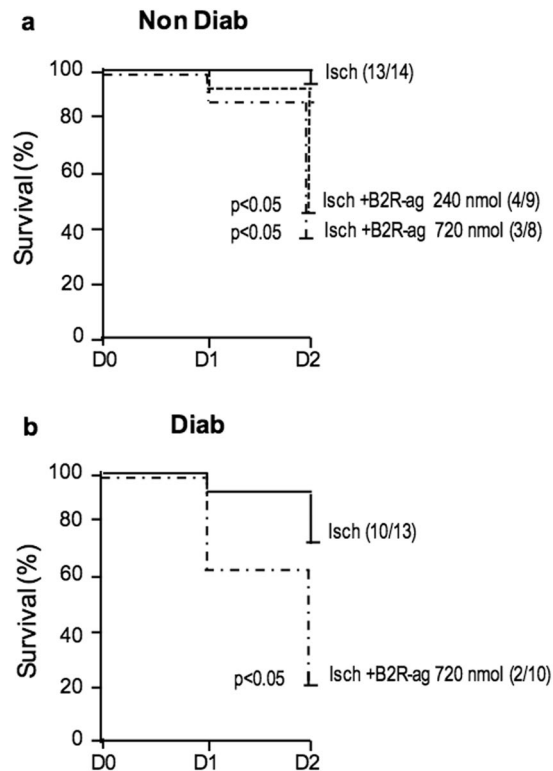 a Non Diab
Survival (%)
100
80
60
40
20
0
D0 D1 D2
Isch (13/14)
p<0.05 Isch +B2R-ag 240 nmol (4/9)
p<0.05 Isch +B2R-ag 720 nmol (3/8)
b Diab
Survival (%)
100
80
60
40
20
0
D0 D1 D2
Isch (10/13)
p<0.05 Isch +B2R-ag 720 nmol (2/10)